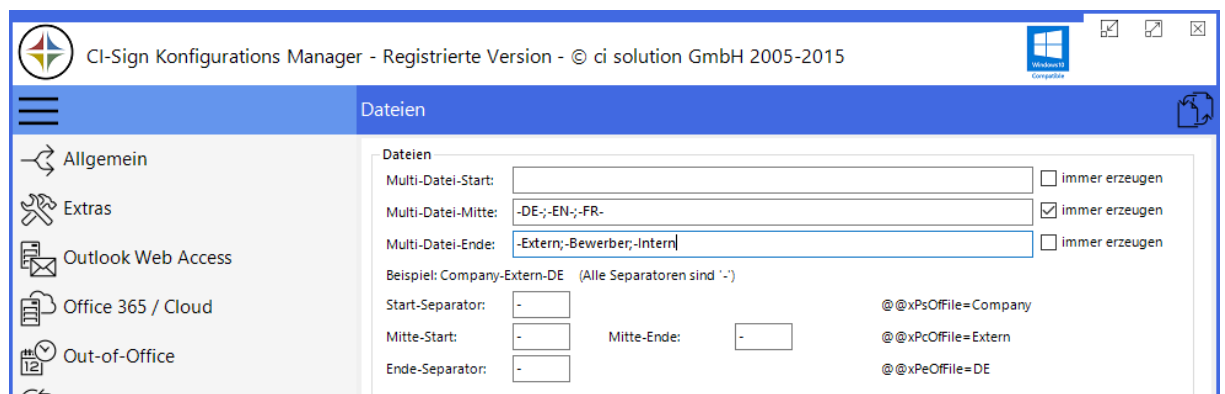 CI-Sign Konfigurations Manager - Registrierte Version - © ci solution GmbH 2005-2015
Windows10
Compatible
Dateien
Allgemein
Extras
Outlook Web Access
Office 365 / Cloud
12
Out-of-Office
Dateien
Multi-Datei-Start: immer erzeugen
Multi-Datei-Mitte: -DE-;-EN-;-FR- immer erzeugen
Multi-Datei-Ende: -Extern;-Bewerber;-Intern immer erzeugen
Beispiel: Company-Extern-DE (Alle Separatoren sind '-')
Start-Separator: - @@xPsOfFile=Company
Mitte-Start: - Mitte-Ende: - @@xPcOfFile=Extern
Ende-Separator: - @@xPeOfFile=DE